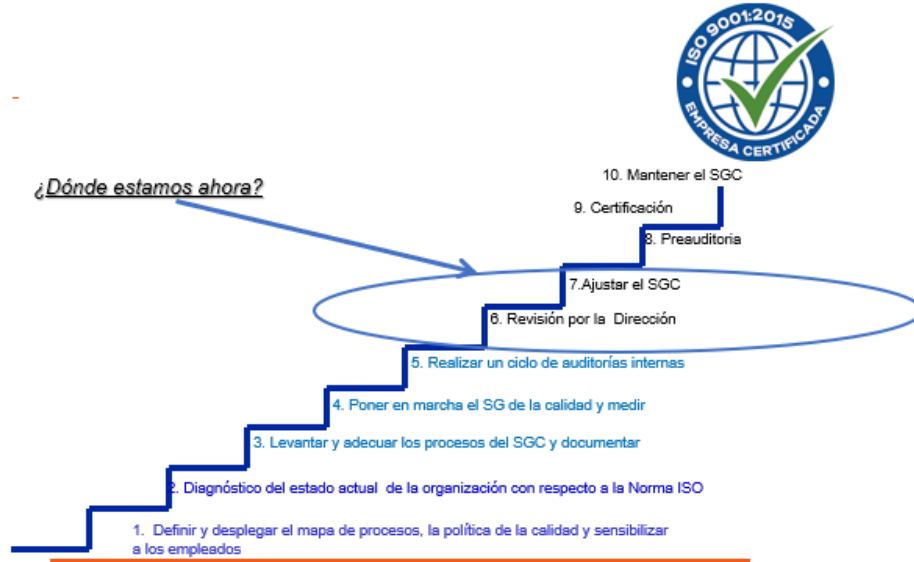 ISO 9001:2015
EMPRESA CERTIFICADA
¿Dónde estamos ahora?
10. Mantener el SGC
9. Certificación
8. Preauditoria
7.Ajustar el SGC
6. Revisión por la Dirección
5. Realizar un ciclo de auditorías internas
4. Poner en marcha el SG de la calidad y medir
3. Levantar y adecuar los procesos del SGC y documentar
2. Diagnóstico del estado actual de la organización con respecto a la Norma ISO
1. Definir y desplegar el mapa de procesos, la política de la calidad y sensibilizar
a los empleados